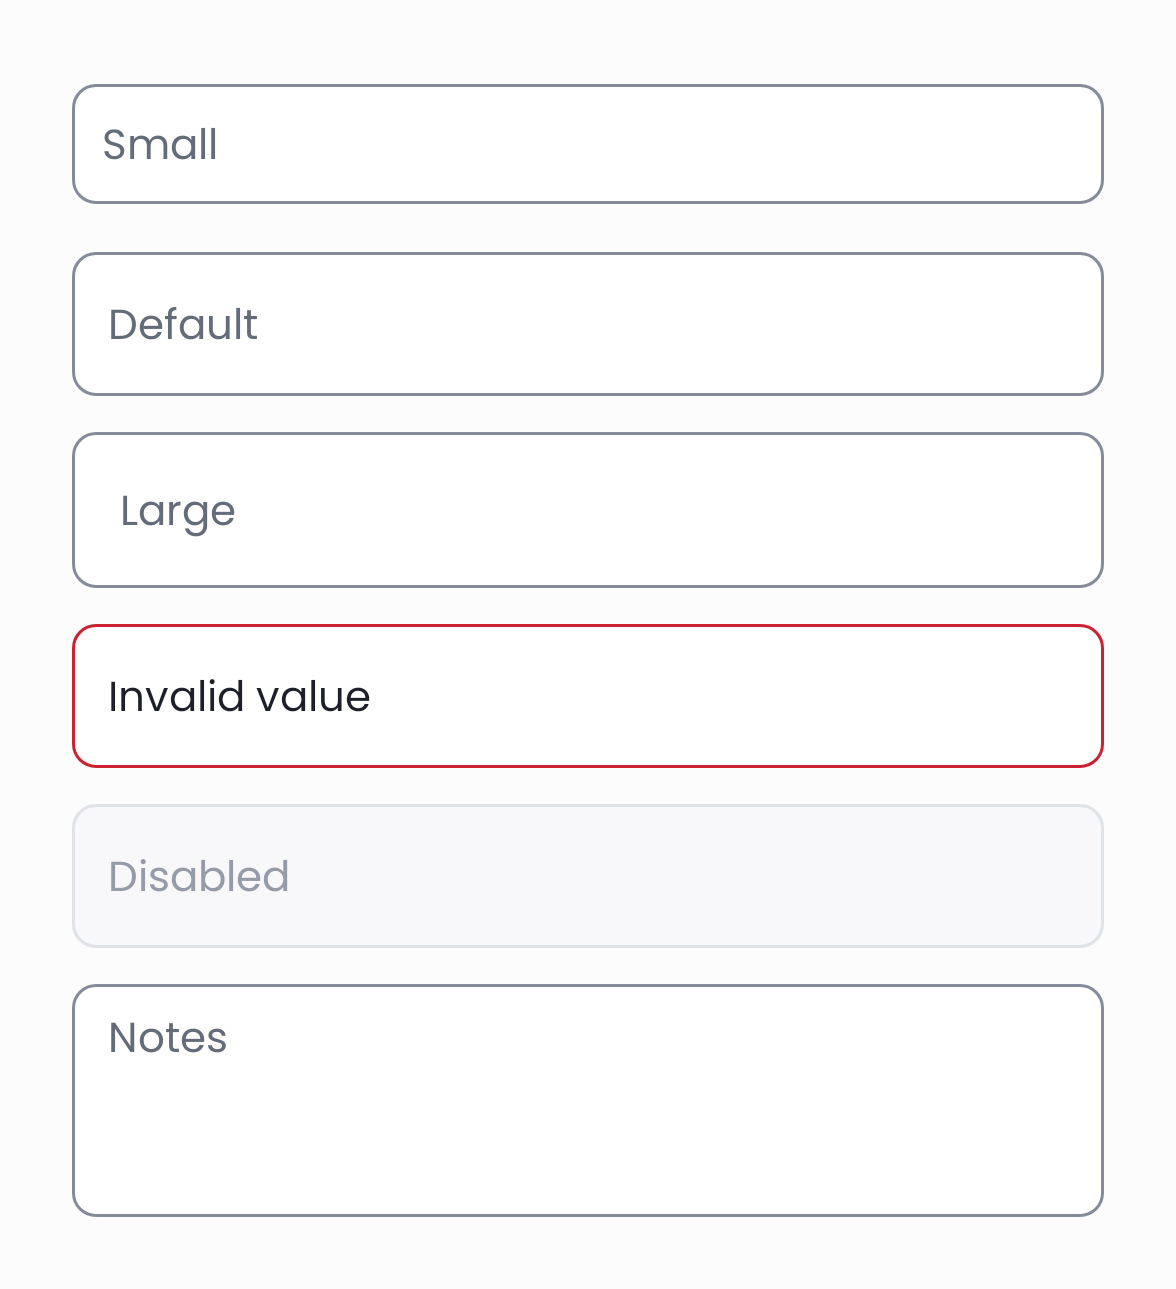 Small
Default
Large
Invalid value
Disabled
Notes